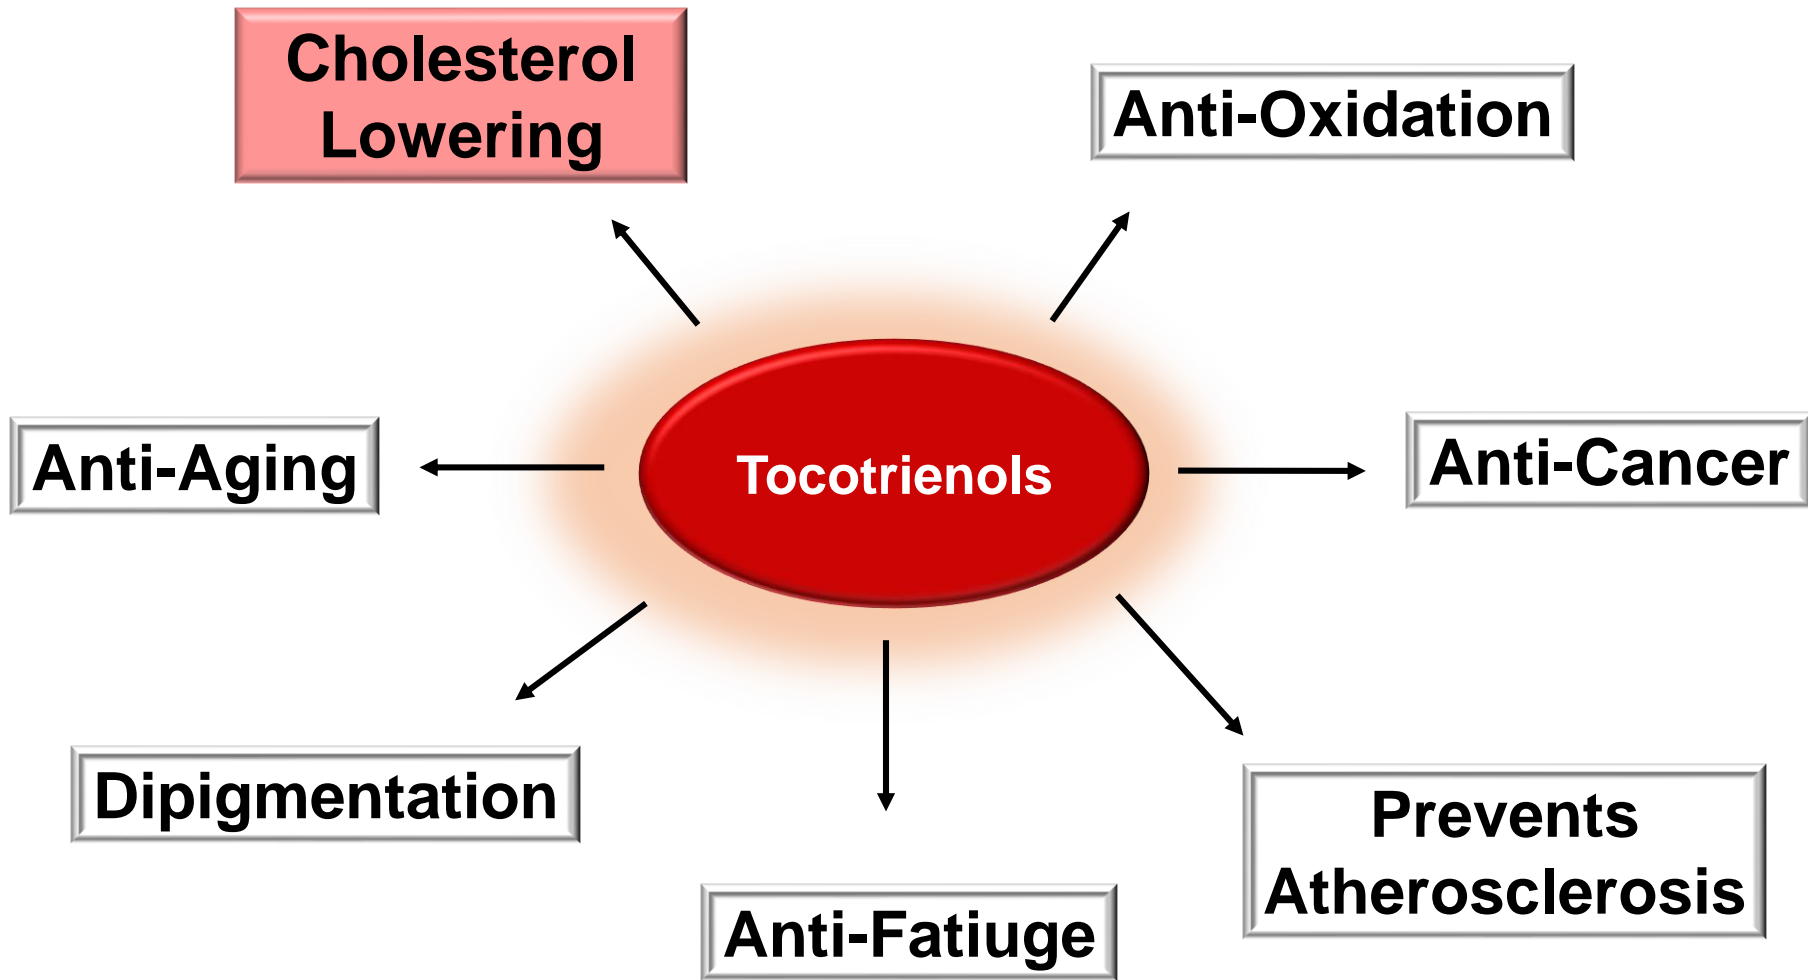 Cholesterol
Lowering
Anti-Oxidation
Anti-Aging
Tocotrienols
Anti-Cancer
Dipigmentation
Prevents
Atherosclerosis
Anti-Fatiuge